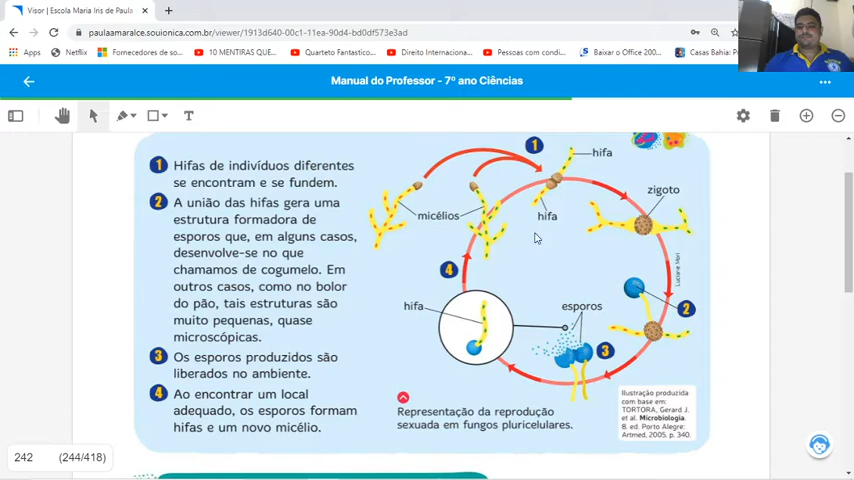 Visor | Escola Maria Iris de Paula
paulaamaralce.souionica.com.br/viewer/1913d640-00c1-11ea-90d4-bd0df573e3ad
Apps
Netflix
Fornecedores de so...
10 MENTIRAS QUE...
Quarteto Fantastico...
Direito Internaciona...
Pessoas com condi...
Baixar o Office 200...
Casas Bahia: P
Manual do Professor - 7º ano Ciências
T
1 Hifas de indivíduos diferentes
se encontram e se fundem.
2 A união das hifas gera uma
estrutura formadora de
esporos que, em alguns casos,
desenvolve-se no que
chamamos de cogumelo. Em
outros casos, como no bolor
do pão, tais estruturas são
muito pequenas, quase
microscópicas.
3 Os esporos produzidos são
liberados no ambiente.
4 Ao encontrar um local
adequado, os esporos formam
hifas e um novo micélio.
1
hifa
zigoto
micélios
hifa
Luciane Mori
4
hifa
esporos
2
3
Representação da reprodução
sexuada em fungos pluricelulares.
Ilustração produzida
com base em:
TORTORA, Gerard J.
et al. Microbiologia.
8. ed. Porto Alegre:
Artmed, 2005. p. 340.
242 (244/418)